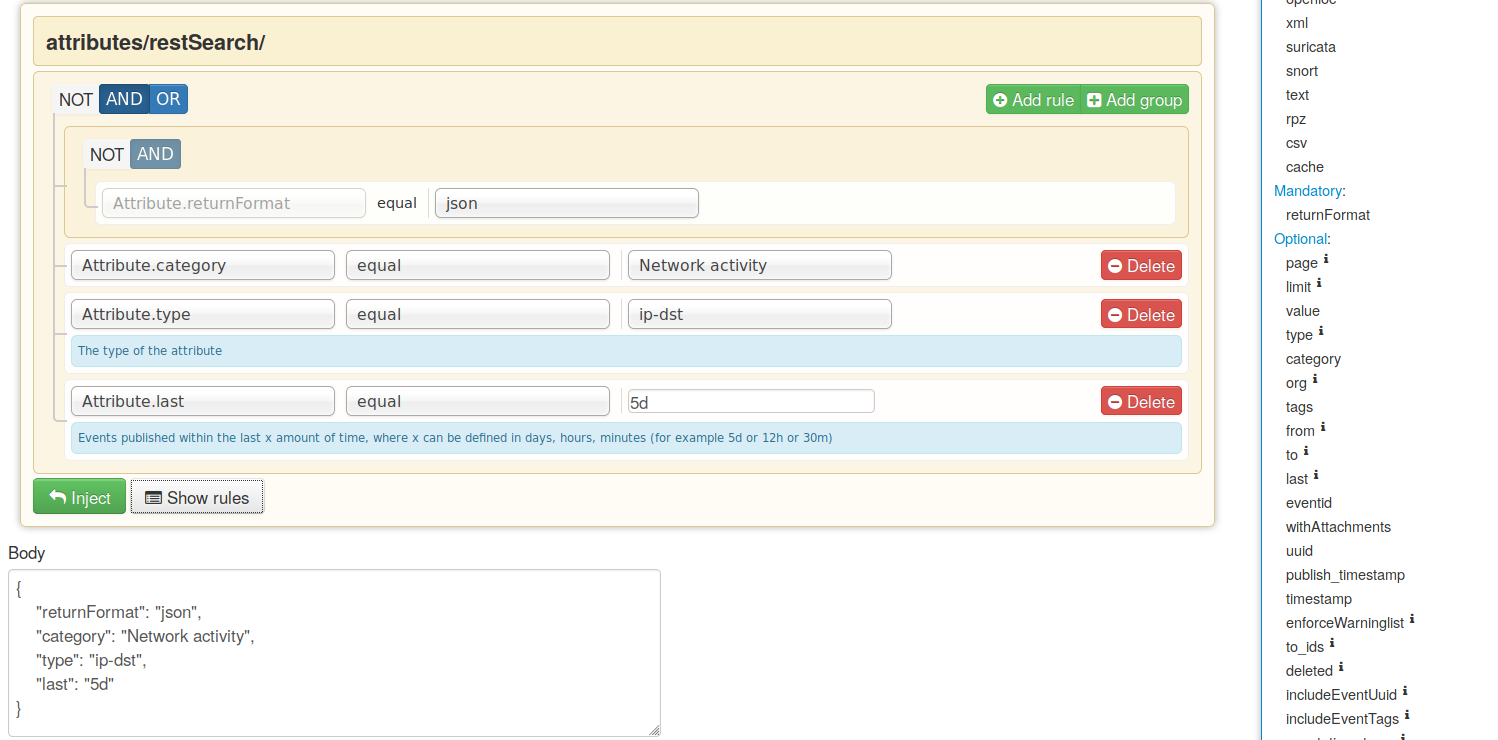 attributes/restSearch/
NOT AND OR
Add rule Add group
NOT AND
Attribute.returnFormat equal json
Attribute.category equal Network activity Delete
Attribute.type equal ip-dst Delete
The type of the attribute
Attribute.last equal 5d Delete
Events published within the last x amount of time, where x can be defined in days, hours, minutes (for example 5d or 12h or 30m)
Inject Show rules
Body
{
"returnFormat": "json",
"category": "Network activity",
"type": "ip-dst",
"last": "5d"
}
xml
suricata
snort
text
rpz
csv
cache
Mandatory:
returnFormat
Optional:
page
limit
value
type
category
org
tags
from
to
last
eventid
withAttachments
uuid
publish_timestamp
timestamp
enforceWarninglist
to_ids
deleted
includeEventUuid
includeEventTags